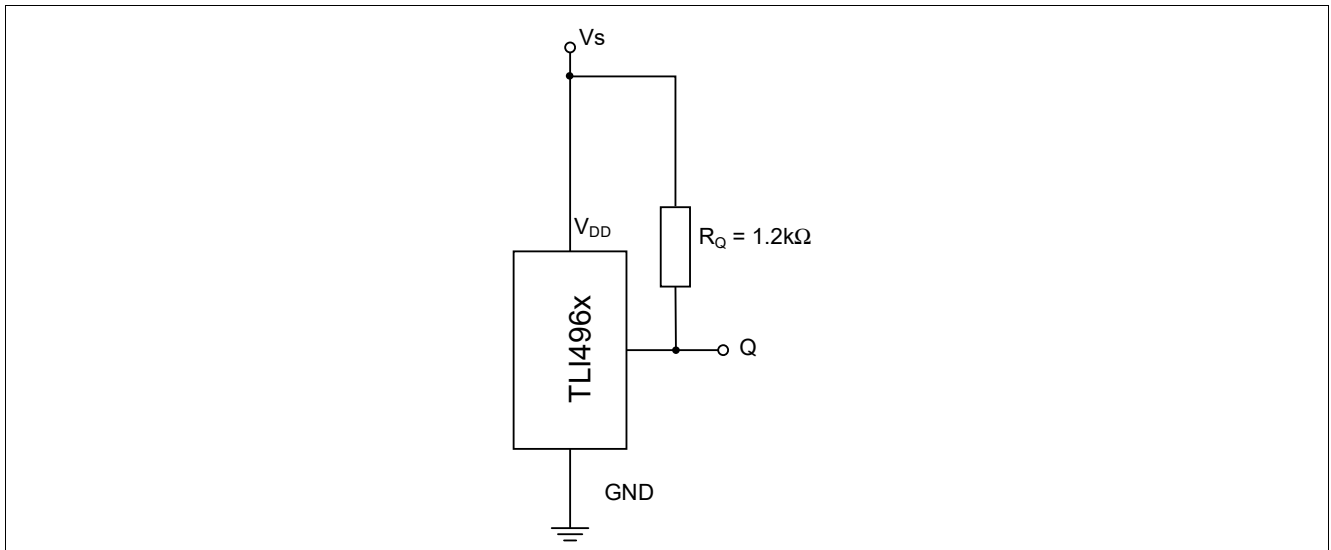 Vs
VDD
RQ = 1.2kΩ
TLI496x
Q
GND